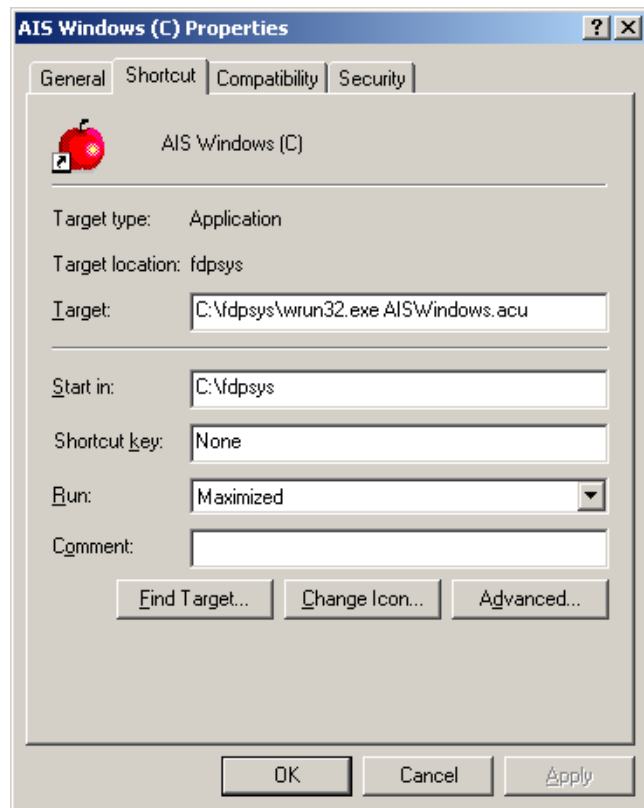 AIS Windows (C) Properties
General Shortcut Compatibility Security
AIS Windows (C)
Target type: Application
Target location: fdpsys
Target: C:\fdpsys\wrun32.exe AISWindows.acu
Start in: C:\fdpsys
Shortcut key: None
Run: Maximized
Comment:
Find Target... Change Icon... Advanced...
OK Cancel Apply